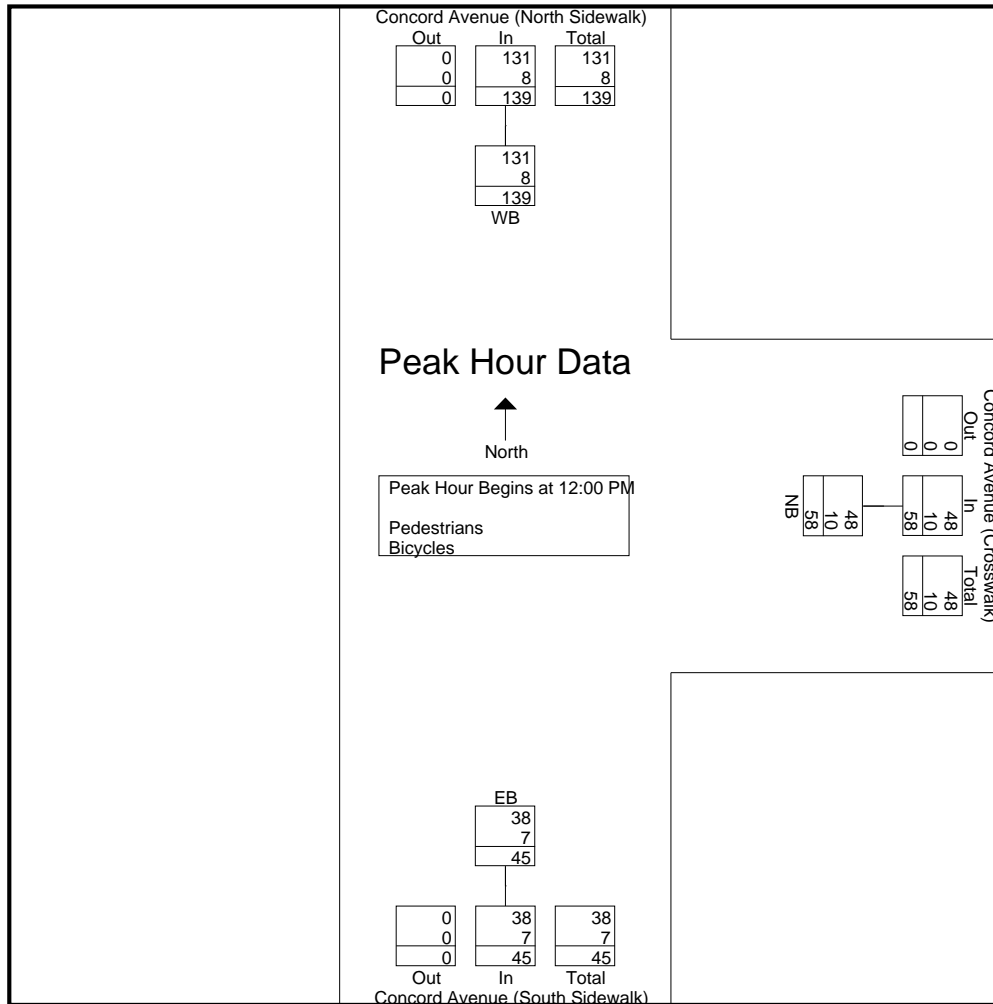 Concord Avenue (North Sidewalk)
Out In Total
0 131 131
0 8 8
0 139 139
131
8
139
WB
Peak Hour Data
North
Peak Hour Begins at 12:00 PM
Pedestrians
Bicycles
Concord Avenue (Crosswalk)
Out In Total
0 48 48
0 10 10
0 58 58
48
10
58
NB
EB
38
7
45
0 38 38
0 7 7
0 45 45
Out In Total
Concord Avenue (South Sidewalk)